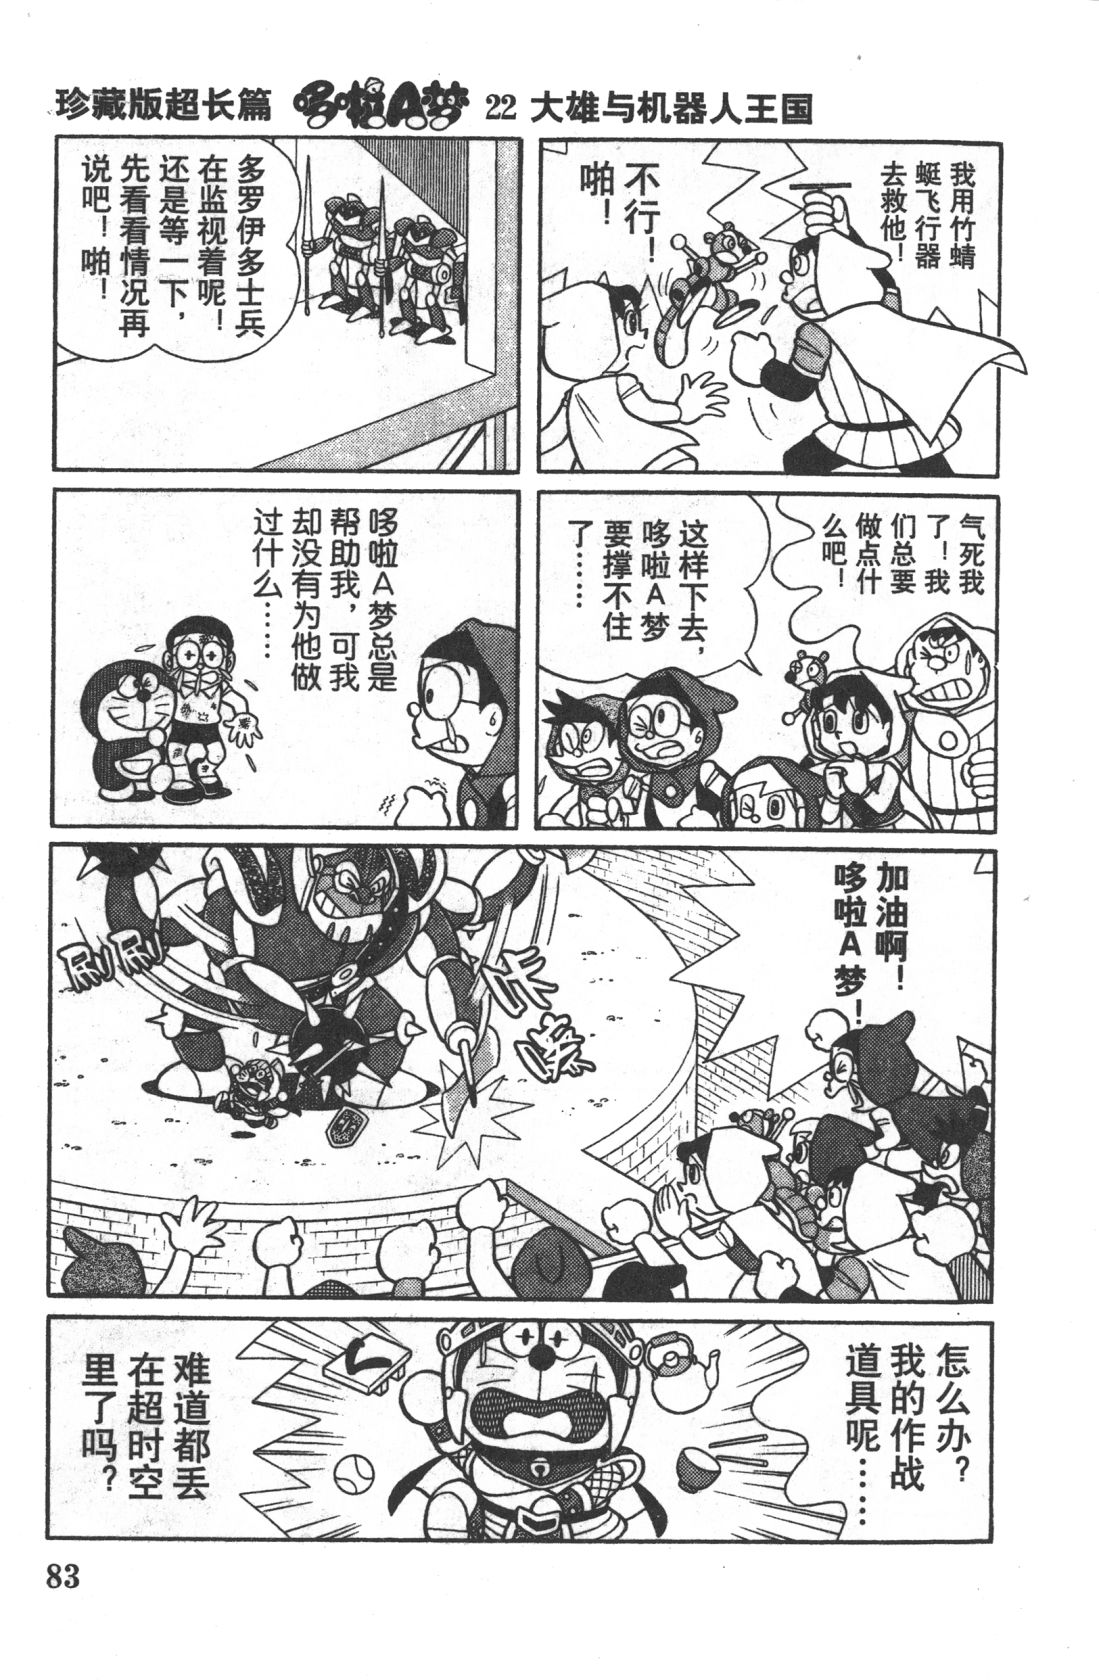 珍藏版超长篇 哆啦A梦 22 大雄与机器人王国
我用竹蜻
蜓飞行器
去救他！
不行！
啪！
多罗伊多士兵
在监视着呢！
还是等一下，
先看看情况再
说吧！啪！
气死我
了！我
们总要
做点什
么吧！
这样下去，
哆啦A梦
要撑不住
了……
哆啦A梦总是
帮助我，可我
却没有为他做
过什么……
加油啊！
哆啦A梦！
怎么办？
我的作战
道具呢……
难道都丢
在超时空
里了吗？
83